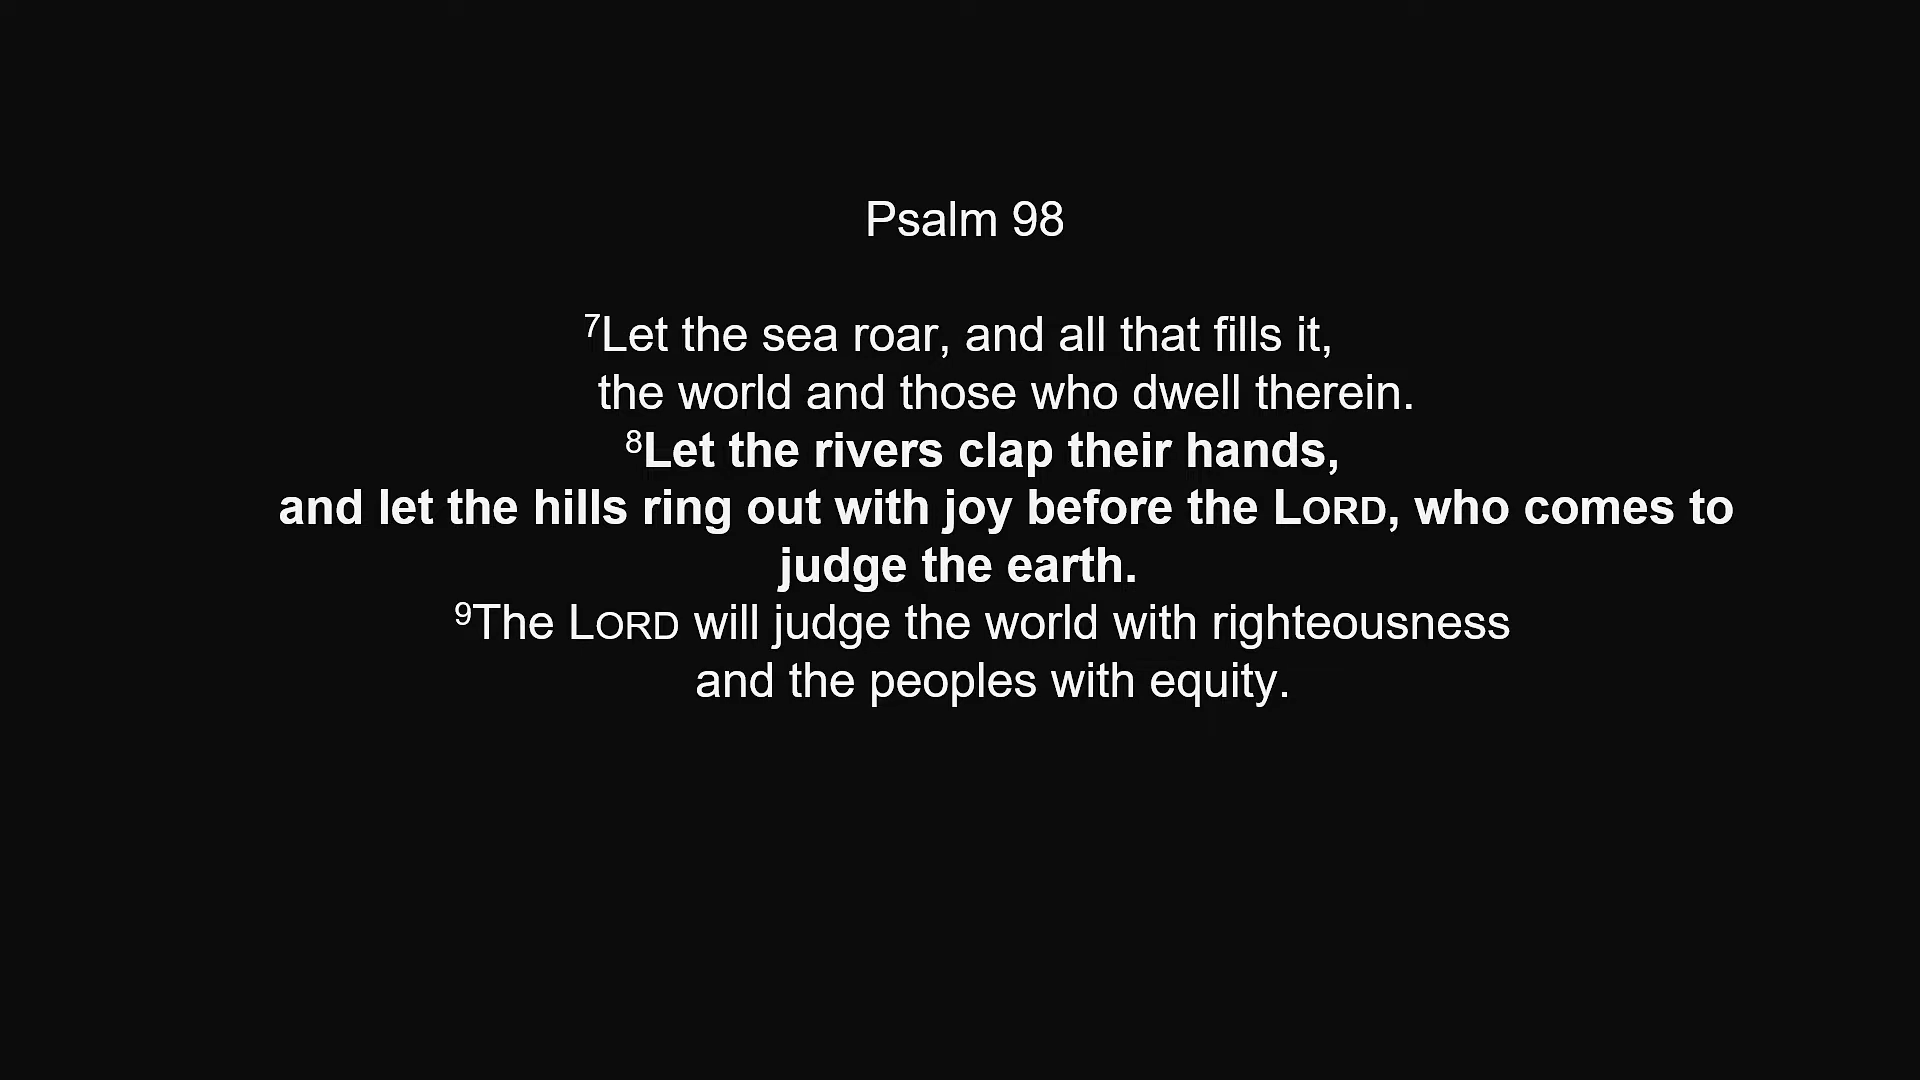 Psalm 98
⁷Let the sea roar, and all that fills it,
the world and those who dwell therein.
⁸Let the rivers clap their hands,
and let the hills ring out with joy before the LORD, who comes to
judge the earth.
⁹The LORD will judge the world with righteousness
and the peoples with equity.